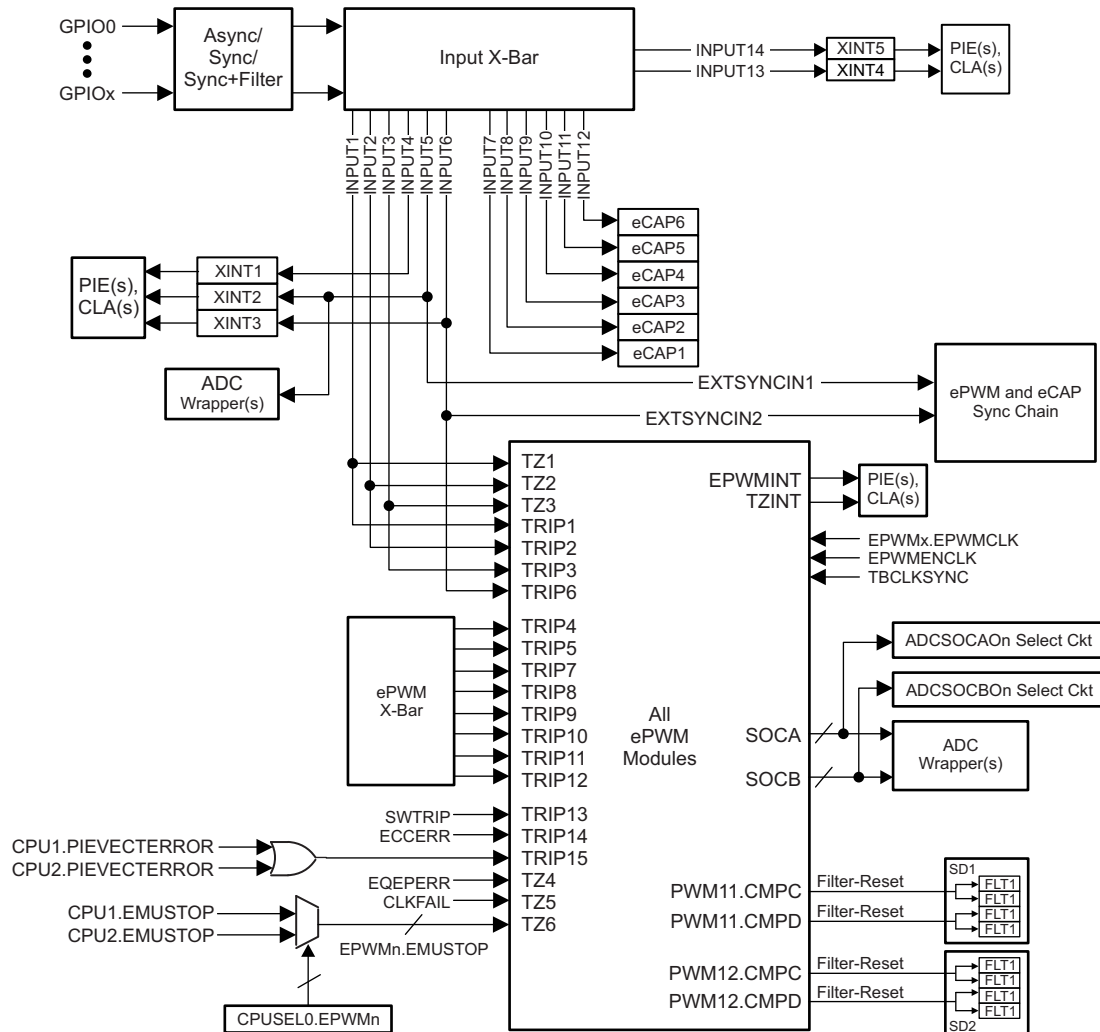 GPIO0
GPIOx
Async/
Sync/
Sync+Filter
Input X-Bar
INPUT14
INPUT13
XINT5
XINT4
PIE(s),
CLA(s)
INPUT1
INPUT2
INPUT3
INPUT4
INPUT5
INPUT6
INPUT7
INPUT8
INPUT9
INPUT10
INPUT11
INPUT12
eCAP6
eCAP5
eCAP4
eCAP3
eCAP2
eCAP1
PIE(s),
CLA(s)
XINT1
XINT2
XINT3
ADC
Wrapper(s)
EXTSYNCIN1
EXTSYNCIN2
ePWM and eCAP
Sync Chain
TZ1
TZ2
TZ3
TRIP1
TRIP2
TRIP3
TRIP6
EPWMINT
TZINT
PIE(s),
CLA(s)
EPWMx.EPWMCLK
EPWMENCLK
TBCLKSYNC
ePWM
X-Bar
TRIP4
TRIP5
TRIP7
TRIP8
TRIP9
TRIP10
TRIP11
TRIP12
All
ePWM
Modules
SOCA
SOCB
ADCSOCAOn Select Ckt
ADCSOCBOn Select Ckt
ADC
Wrapper(s)
SWTRIP
ECCERR
TRIP13
TRIP14
TRIP15
CPU1.PIEVECTERROR
CPU2.PIEVECTERROR
EQEPERR
CLKFAIL
TZ4
TZ5
TZ6
CPU1.EMUSTOP
CPU2.EMUSTOP
EPWMn.EMUSTOP
CPUSEL0.EPWMn
PWM11.CMPC
PWM11.CMPD
Filter-Reset
Filter-Reset
SD1
FLT1
FLT1
FLT1
FLT1
PWM12.CMPC
PWM12.CMPD
Filter-Reset
Filter-Reset
FLT1
FLT1
FLT1
FLT1
SD2